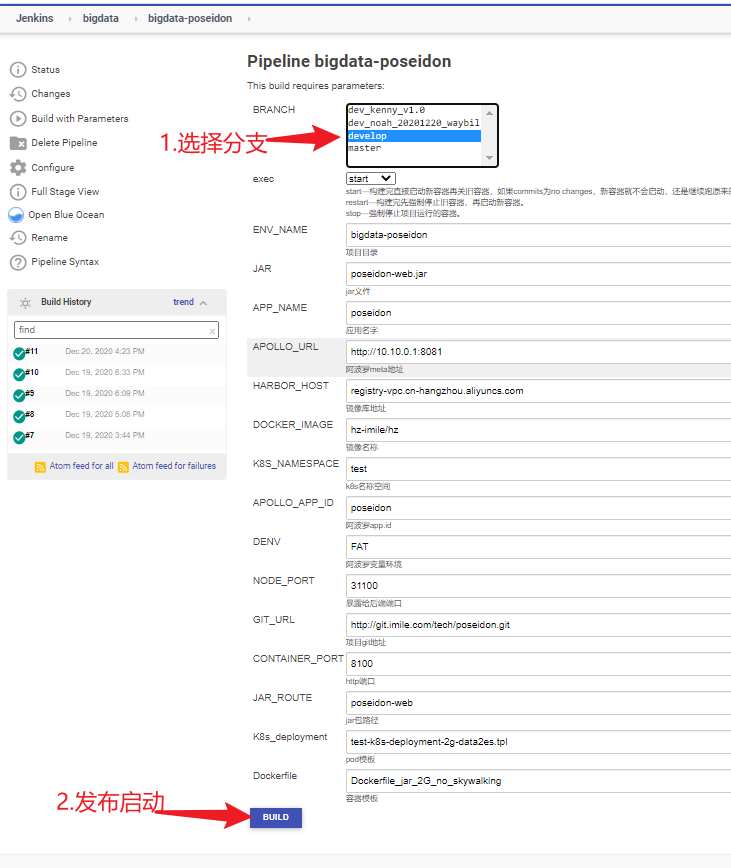 Jenkins bigdata bigdata-poseidon
Status
Changes
Build with Parameters
Delete Pipeline
Configure
Full Stage View
Open Blue Ocean
Rename
Pipeline Syntax
Build History trend
find x
#11 Dec 20, 2020 4:23 PM
#10 Dec 19, 2020 6:33 PM
#9 Dec 19, 2020 6:09 PM
#8 Dec 19, 2020 5:08 PM
#7 Dec 19, 2020 3:44 PM
Atom feed for all Atom feed for failures
Pipeline bigdata-poseidon
This build requires parameters:
BRANCH
dev_kenny_v1.0
dev_noah_20201220_waybil
develop
master
1.选择分支
exec
start
start---构建完直接启动新容器再关旧容器，如果commits为no changes，新容器就不会启动，还是继续跑原来的
restart---构建完先强制停止旧容器，再启动新容器。
stop---强制停止项目运行的容器。
ENV_NAME
bigdata-poseidon
项目目录
JAR
poseidon-web.jar
jar文件
APP_NAME
poseidon
应用名字
APOLLO_URL
http://10.10.0.1:8081
阿波罗meta地址
HARBOR_HOST
registry-vpc.cn-hangzhou.aliyuncs.com
镜像库地址
DOCKER_IMAGE
hz-imile/hz
镜像名称
K8S_NAMESPACE
test
k8s名称空间
APOLLO_APP_ID
poseidon
阿波罗app.id
DENV
FAT
阿波罗变量环境
NODE_PORT
31100
暴露给后端端口
GIT_URL
http://git.imile.com/tech/poseidon.git
项目git地址
CONTAINER_PORT
8100
http端口
JAR_ROUTE
poseidon-web
jar包路径
K8s_deployment
test-k8s-deployment-2g-data2es.tpl
pod模板
Dockerfile
Dockerfile_jar_2G_no_skywalking
容器模板
2.发布启动
BUILD